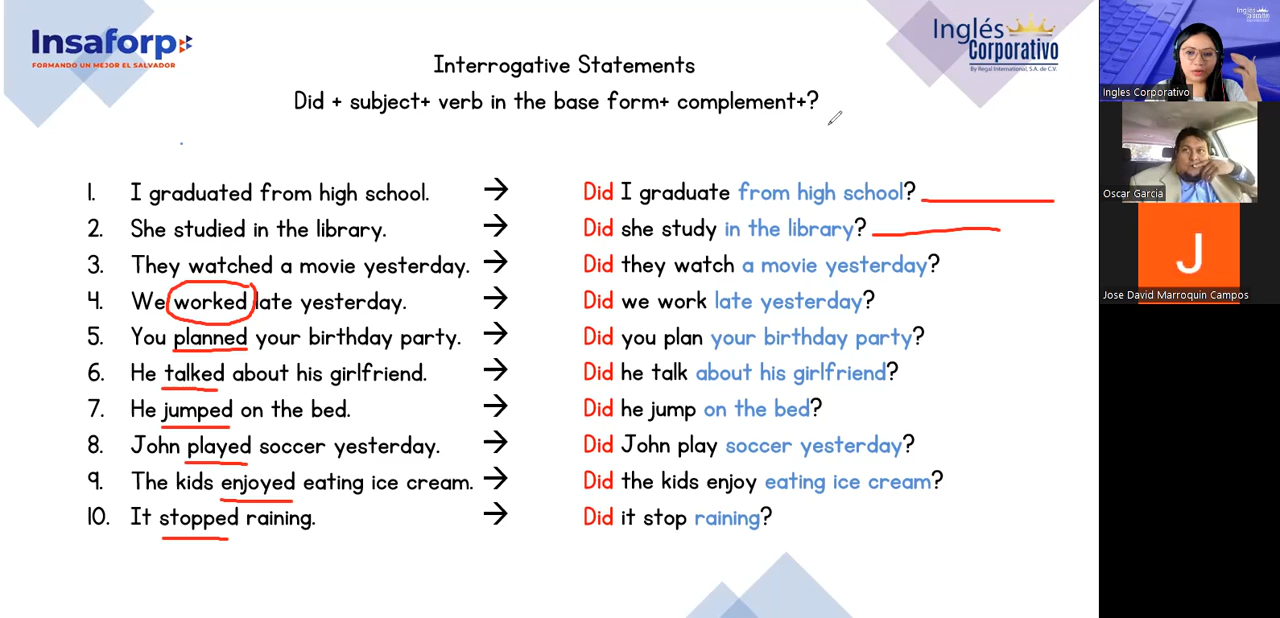 Insaforp
FORMANDO UN MEJOR EL SALVADOR
Inglés
Corporativo
By Regal International, S.A. de C.V.
Interrogative Statements
Did + subject+ verb in the base form+ complement+?
1. I graduated from high school. → Did I graduate from high school?
2. She studied in the library. → Did she study in the library?
3. They watched a movie yesterday. → Did they watch a movie yesterday?
4. We worked late yesterday. → Did we work late yesterday?
5. You planned your birthday party. → Did you plan your birthday party?
6. He talked about his girlfriend. → Did he talk about his girlfriend?
7. He jumped on the bed. → Did he jump on the bed?
8. John played soccer yesterday. → Did John play soccer yesterday?
9. The kids enjoyed eating ice cream. → Did the kids enjoy eating ice cream?
10. It stopped raining. → Did it stop raining?
Inglés
Ingles Corporativo
Oscar Garcia
J
Jose David Marroquin Campos